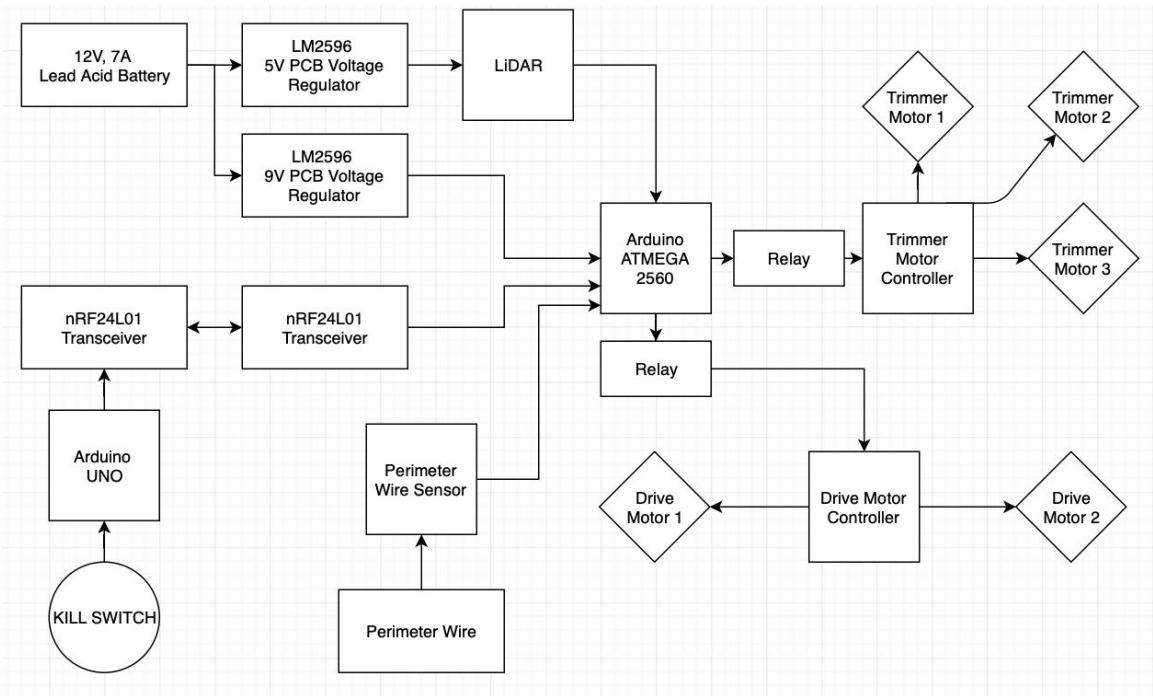 12V, 7A
Lead Acid Battery
LM2596
5V PCB Voltage
Regulator
LiDAR
Trimmer
Motor 1
Trimmer
Motor 2
LM2596
9V PCB Voltage
Regulator
Arduino
ATMEGA
2560
Relay
Trimmer
Motor
Controller
Trimmer
Motor 3
nRF24L01
Transceiver
nRF24L01
Transceiver
Relay
Arduino
UNO
Perimeter
Wire Sensor
Drive
Motor 1
Drive Motor
Controller
Drive
Motor 2
KILL SWITCH
Perimeter Wire